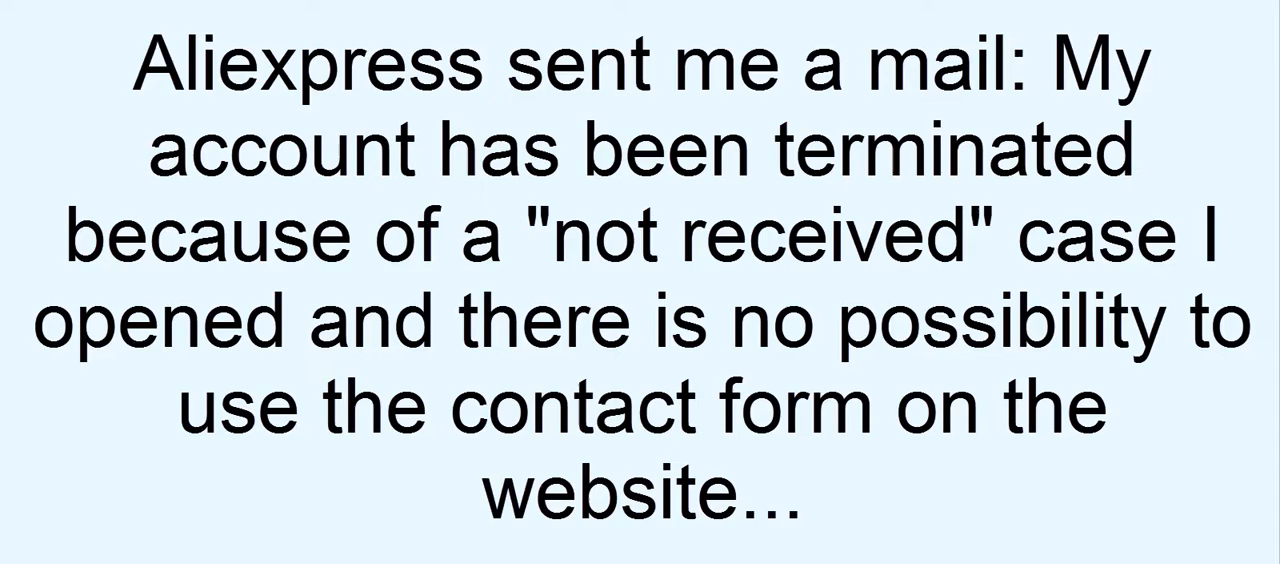 Aliexpress sent me a mail: My
account has been terminated
because of a "not received" case I
opened and there is no possibility to
use the contact form on the
website...